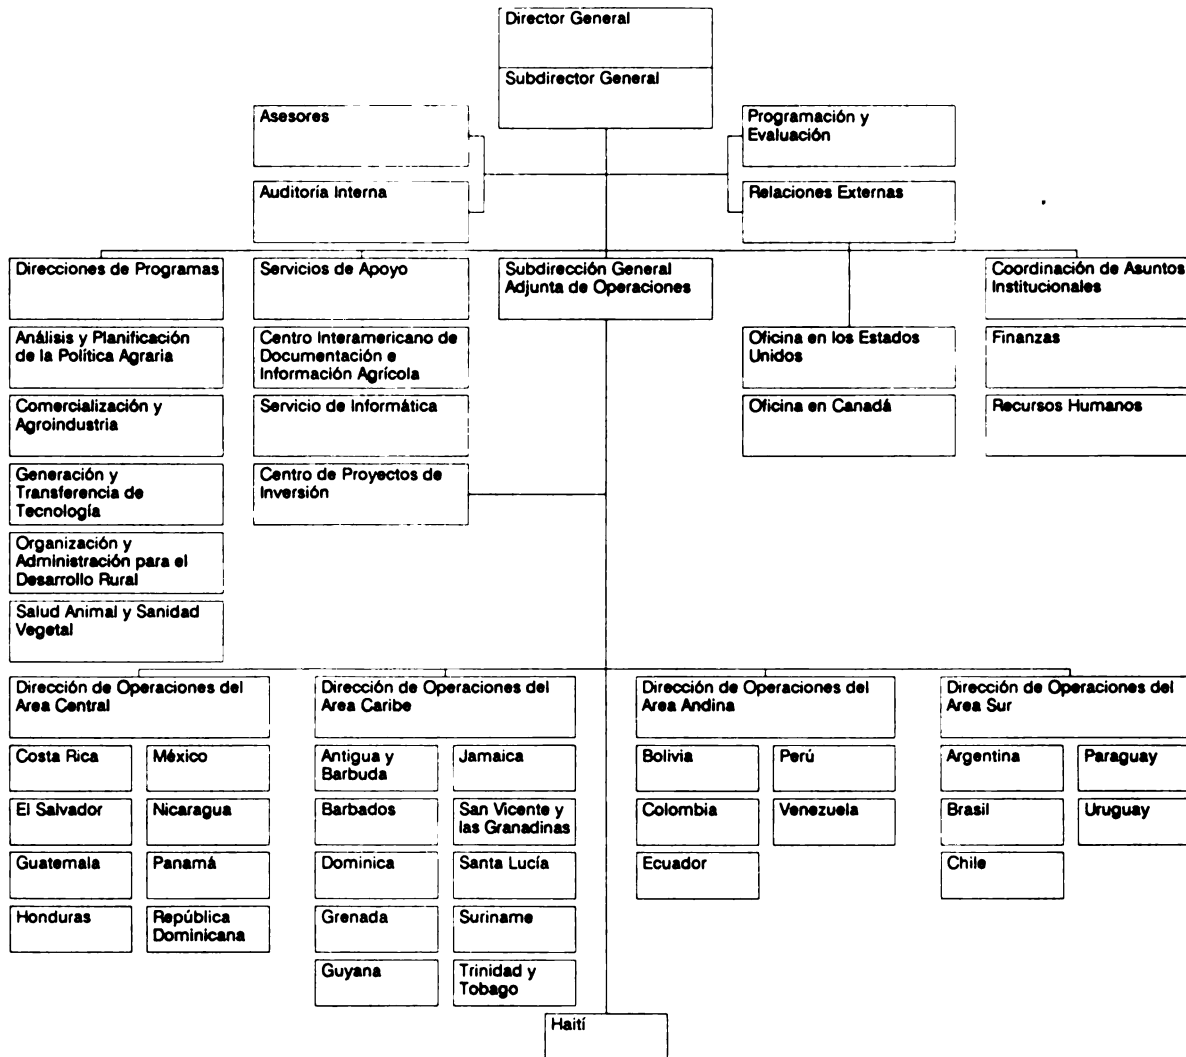 Director General
Subdirector General
Asesores
Programación y
Evaluación
Auditoría Interna
Relaciones Externas
Direcciones de Programas
Servicios de Apoyo
Subdirección General
Adjunta de Operaciones
Coordinación de Asuntos
Institucionales
Análisis y Planificación
de la Política Agraria
Centro Interamericano de
Documentación e
Información Agrícola
Oficina en los Estados
Unidos
Finanzas
Comercialización y
Agroindustria
Servicio de Informática
Oficina en Canadá
Recursos Humanos
Generación y
Transferencia de
Tecnología
Centro de Proyectos de
Inversión
Organización y
Administración para el
Desarrollo Rural
Salud Animal y Sanidad
Vegetal
Dirección de Operaciones del
Area Central
Costa Rica
México
El Salvador
Nicaragua
Guatemala
Panamá
Honduras
República
Dominicana
Dirección de Operaciones del
Area Caribe
Antigua y
Barbuda
Jamaica
Barbados
San Vicente y
las Granadinas
Dominica
Santa Lucía
Grenada
Suriname
Guyana
Trinidad y
Tobago
Dirección de Operaciones del
Area Andina
Bolivia
Perú
Colombia
Venezuela
Ecuador
Dirección de Operaciones del
Area Sur
Argentina
Paraguay
Brasil
Uruguay
Chile
Haití